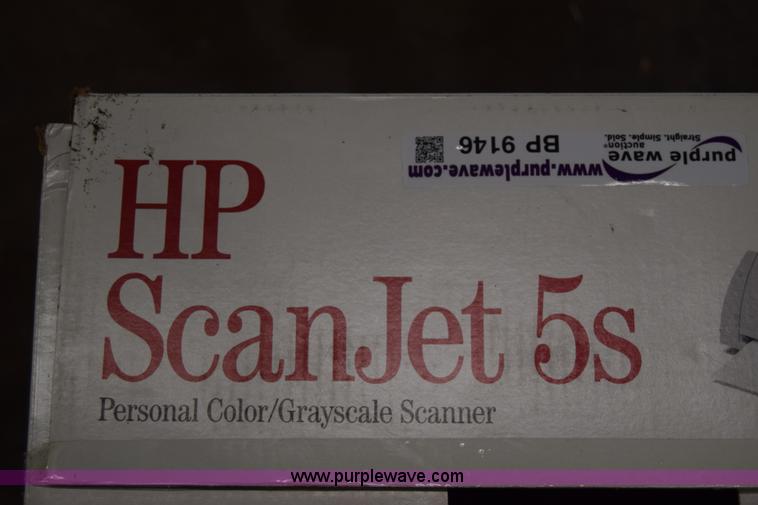 HP
ScanJet 5s
Personal Color/Grayscale Scanner
purple wave
auction®
Straight. Simple. Sold.
www.purplewave.com
BP 9146
www.purplewave.com